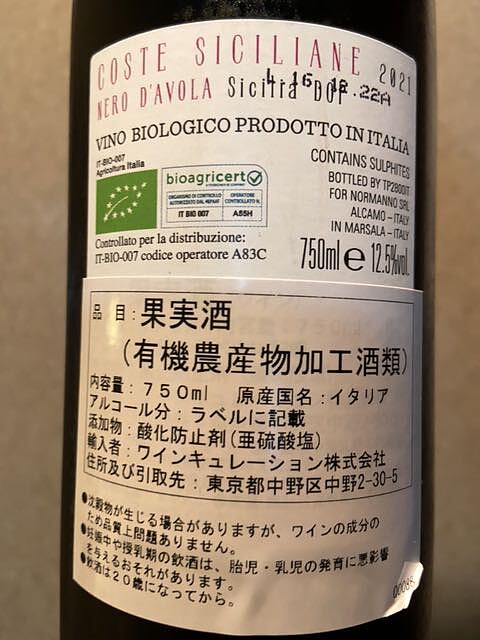 COSTE SICILIANE 2021
NERO D'AVOLA Sicilia DOP
L.16.12.22A
VINO BIOLOGICO PRODOTTO IN ITALIA
IT-BIO-007
Agricoltura Italia
bioagricert
ORGANISMO DI CONTROLLO
AUTORIZZATO DAL MIPAAF
IT BIO 007
OPERATORE
CONTROLLATO N.
A55H
CONTAINS SULPHITES
BOTTLED BY TP2800IT
FOR NORMANNO SRL
ALCAMO – ITALY
IN MARSALA – ITALY
Controllato per la distribuzione:
IT-BIO-007 codice operatore A83C
750ml e 12.5%vol.
品 目:果実酒
(有機農産物加工酒類)
内容量:750ml 原産国名:イタリア
アルコール分:ラベルに記載
添加物:酸化防止剤(亜硫酸塩)
輸入者:ワインキュレーション株式会社
住所及び引取先:東京都中野区中野2-30-5
●沈殿物が生じる場合がありますが、ワインの成分の
ため品質上問題ありません。
●妊娠中や授乳期の飲酒は、胎児・乳児の発育に悪影響
を与えるおそれがあります。
●飲酒は20歳になってから。